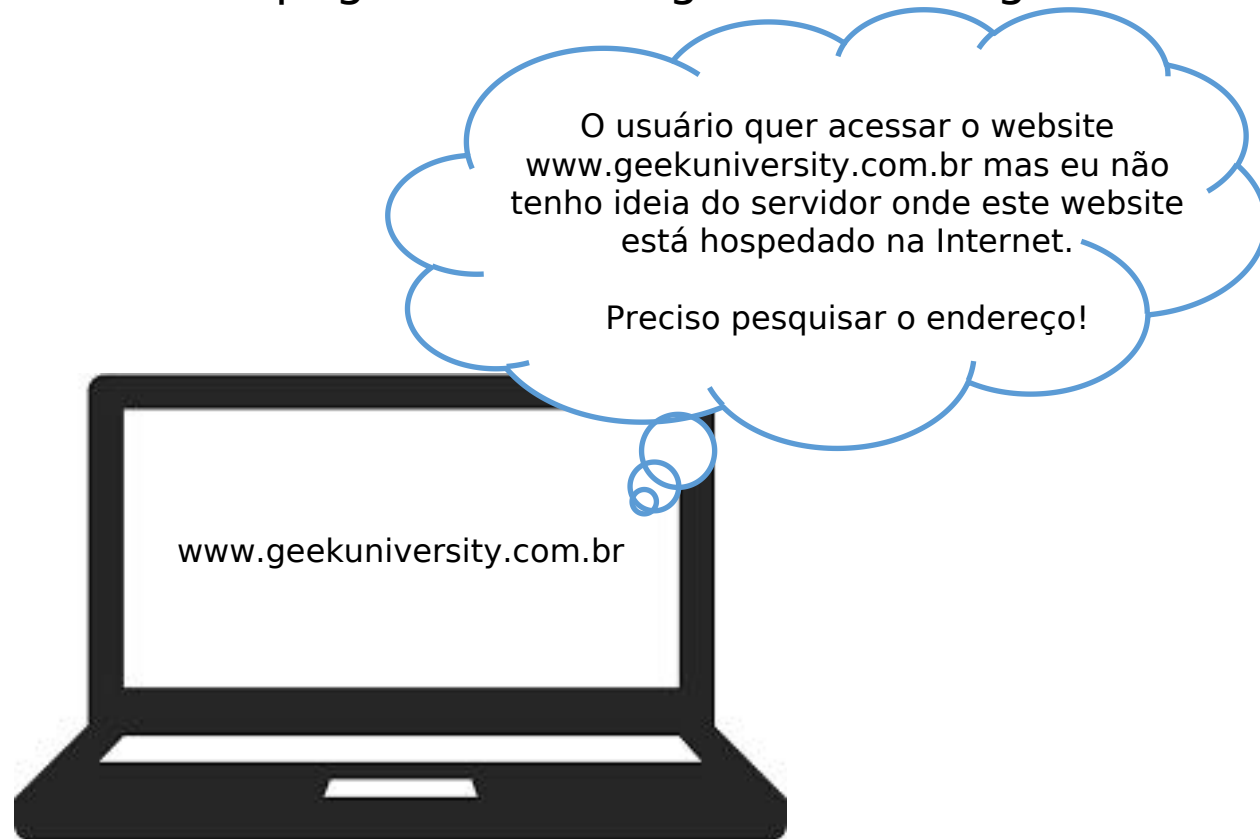 O usuário quer acessar o website
www.geekuniversity.com.br mas eu não
tenho ideia do servidor onde este website
está hospedado na Internet.
Preciso pesquisar o endereço!
www.geekuniversity.com.br